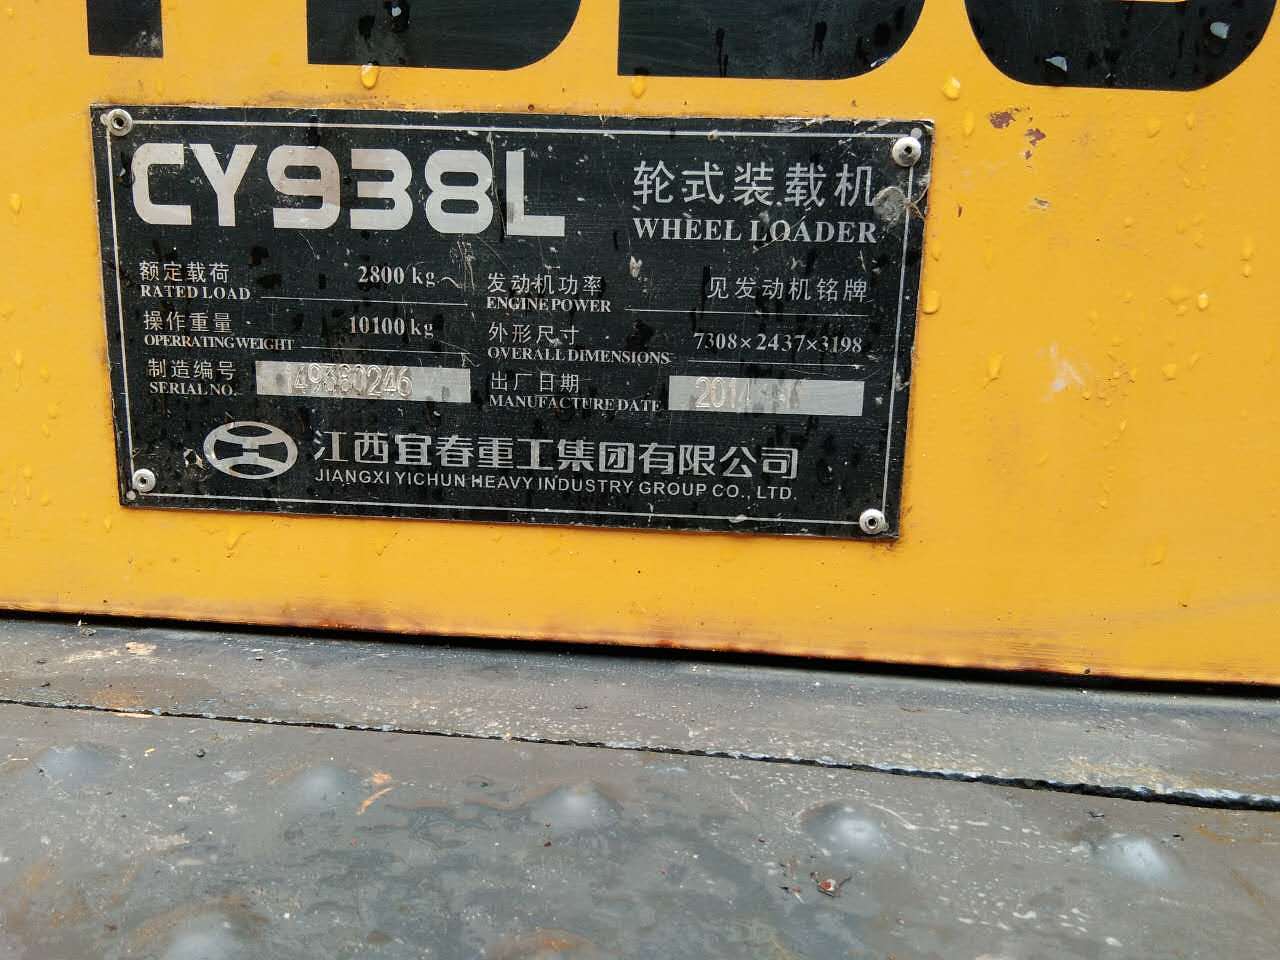 CY938L
轮式装载机
WHEEL LOADER
额定载荷 2800 kg
RATED LOAD
发动机功率 见发动机铭牌
ENGINE POWER
操作重量 10100 kg
OPERRATING WEIGHT
外形尺寸 7308×2437×3198
OVERALL DIMENSIONS
制造编号
SERIAL NO.
出厂日期 2014
MANUFACTURE DATE
江西宜春重工集团有限公司
JIANGXI YICHUN HEAVY INDUSTRY GROUP CO., LTD.